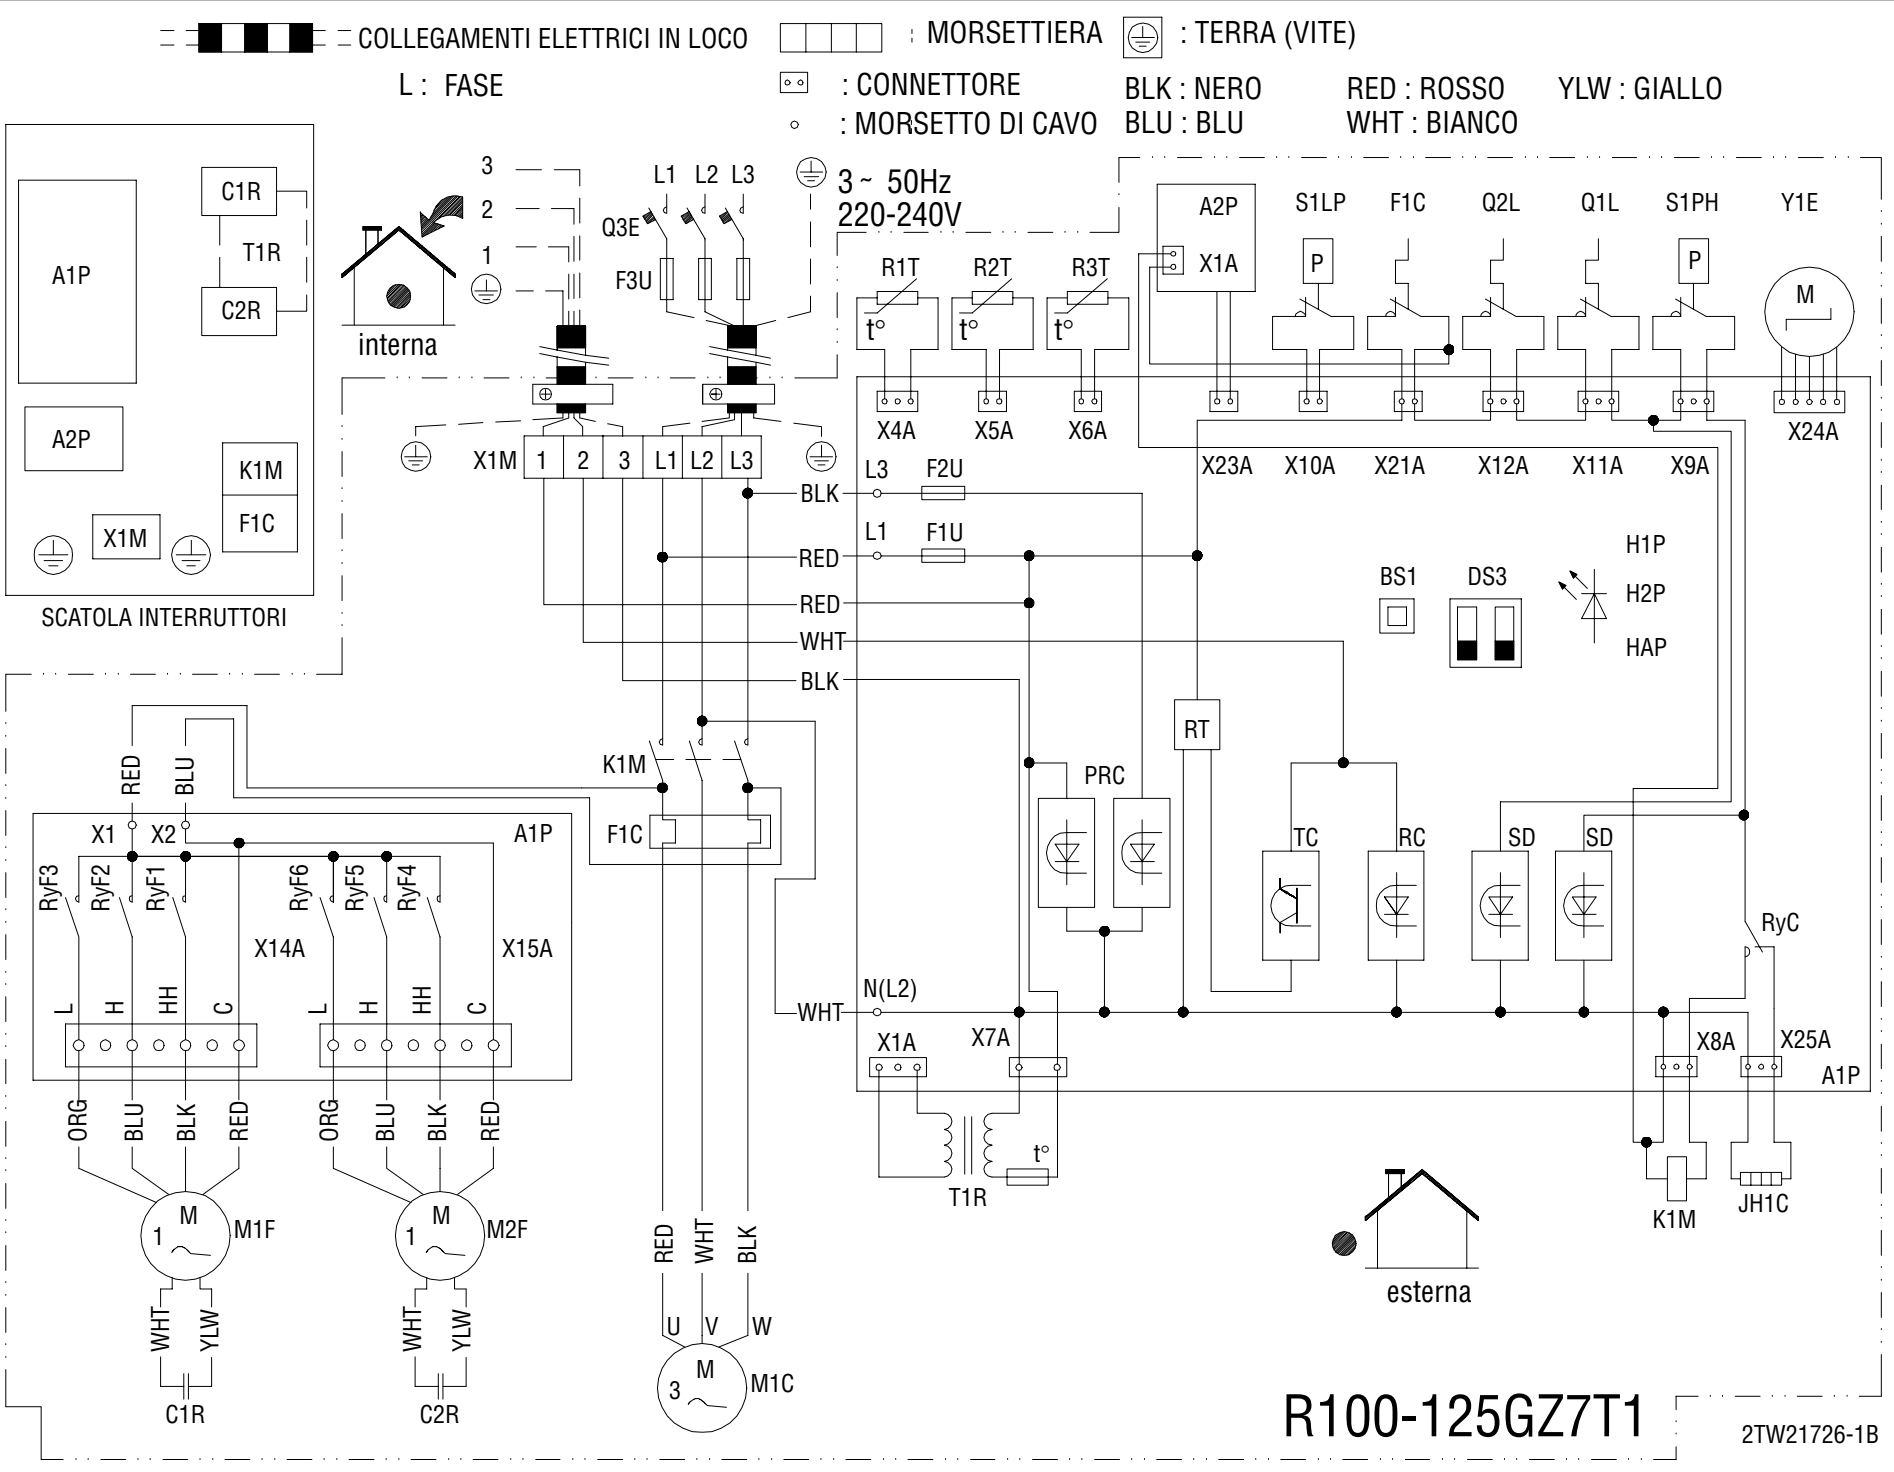 COLLEGAMENTI ELETTRICI IN LOCO
: MORSETTIERA
: TERRA (VITE)
L : FASE
: CONNETTORE
BLK : NERO RED : ROSSO YLW : GIALLO
: MORSETTO DI CAVO
BLU : BLU WHT : BIANCO
A1P
C1R
T1R
C2R
A2P
K1M
F1C
X1M
SCATOLA INTERRUTTORI
interna
3
2
1
L1 L2 L3
Q3E
F3U
3 ~ 50Hz
220-240V
A2P
X1A
S1LP F1C Q2L Q1L S1PH Y1E
P
P
M
R1T R2T R3T
t° t° t°
X4A X5A X6A
X23A X10A X21A X12A X11A X9A X24A
X1M 1 2 3 L1 L2 L3
BLK L3 F2U
RED L1 F1U
RED
WHT
BLK
BS1 DS3
H1P
H2P
HAP
RT
PRC
TC RC SD SD
RyC
K1M
F1C
RED BLU
X1 X2 A1P
RyF3 RyF2 RyF1 RyF6 RyF5 RyF4
X14A X15A
L H HH C L H HH C
ORG BLU BLK RED ORG BLU BLK RED
M
1
M1F
M
1
M2F
WHT YLW WHT YLW
C1R C2R
WHT N(L2)
X1A X7A X8A X25A
A1P
T1R t°
K1M JH1C
RED WHT BLK
U V W
M
3
M1C
esterna
R100-125GZ7T1
2TW21726-1B